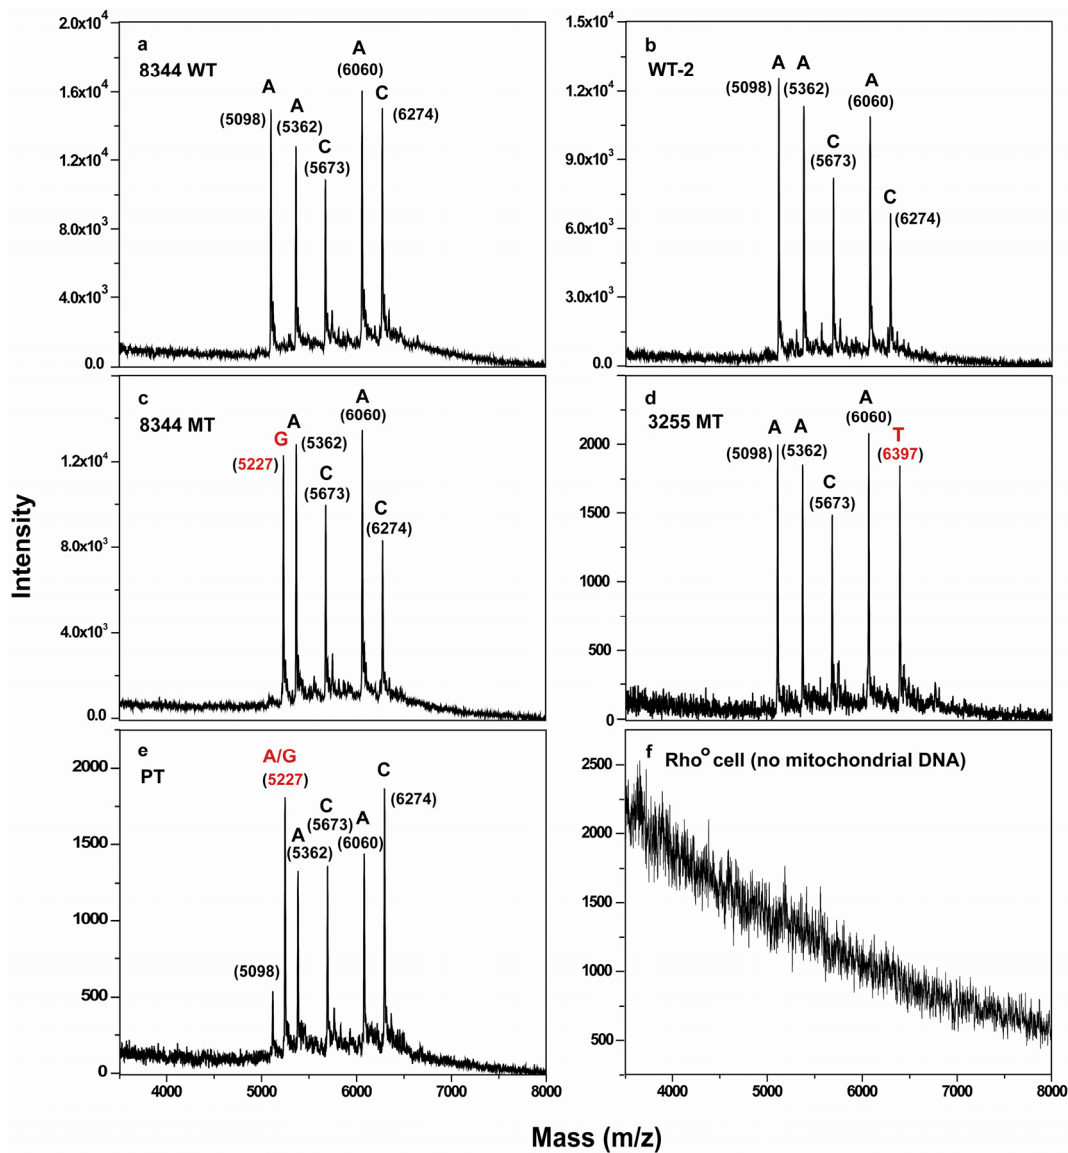 2.0x10⁴
1.6x10⁴
1.2x10⁴
8.0x10³
4.0x10³
0.0
a
8344 WT
A
(5098)
A
(5362)
C
(5673)
A
(6060)
C
(6274)
1.5x10⁴
1.2x10⁴
9.0x10³
6.0x10³
3.0x10³
0.0
b
WT-2
A
(5098)
A
(5362)
C
(5673)
A
(6060)
C
(6274)
1.2x10⁴
8.0x10³
4.0x10³
0.0
c
8344 MT
G
(5227)
A
(5362)
C
(5673)
A
(6060)
C
(6274)
2000
1500
1000
500
0
d
3255 MT
A
(5098)
A
(5362)
C
(5673)
A
(6060)
T
(6397)
2000
1500
1000
500
0
e
PT
(5098)
A/G
(5227)
A
(5362)
C
(5673)
A
(6060)
C
(6274)
4000 5000 6000 7000 8000
2500
2000
1500
1000
500
f Rho° cell (no mitochondrial DNA)
4000 5000 6000 7000 8000
Intensity
Mass (m/z)